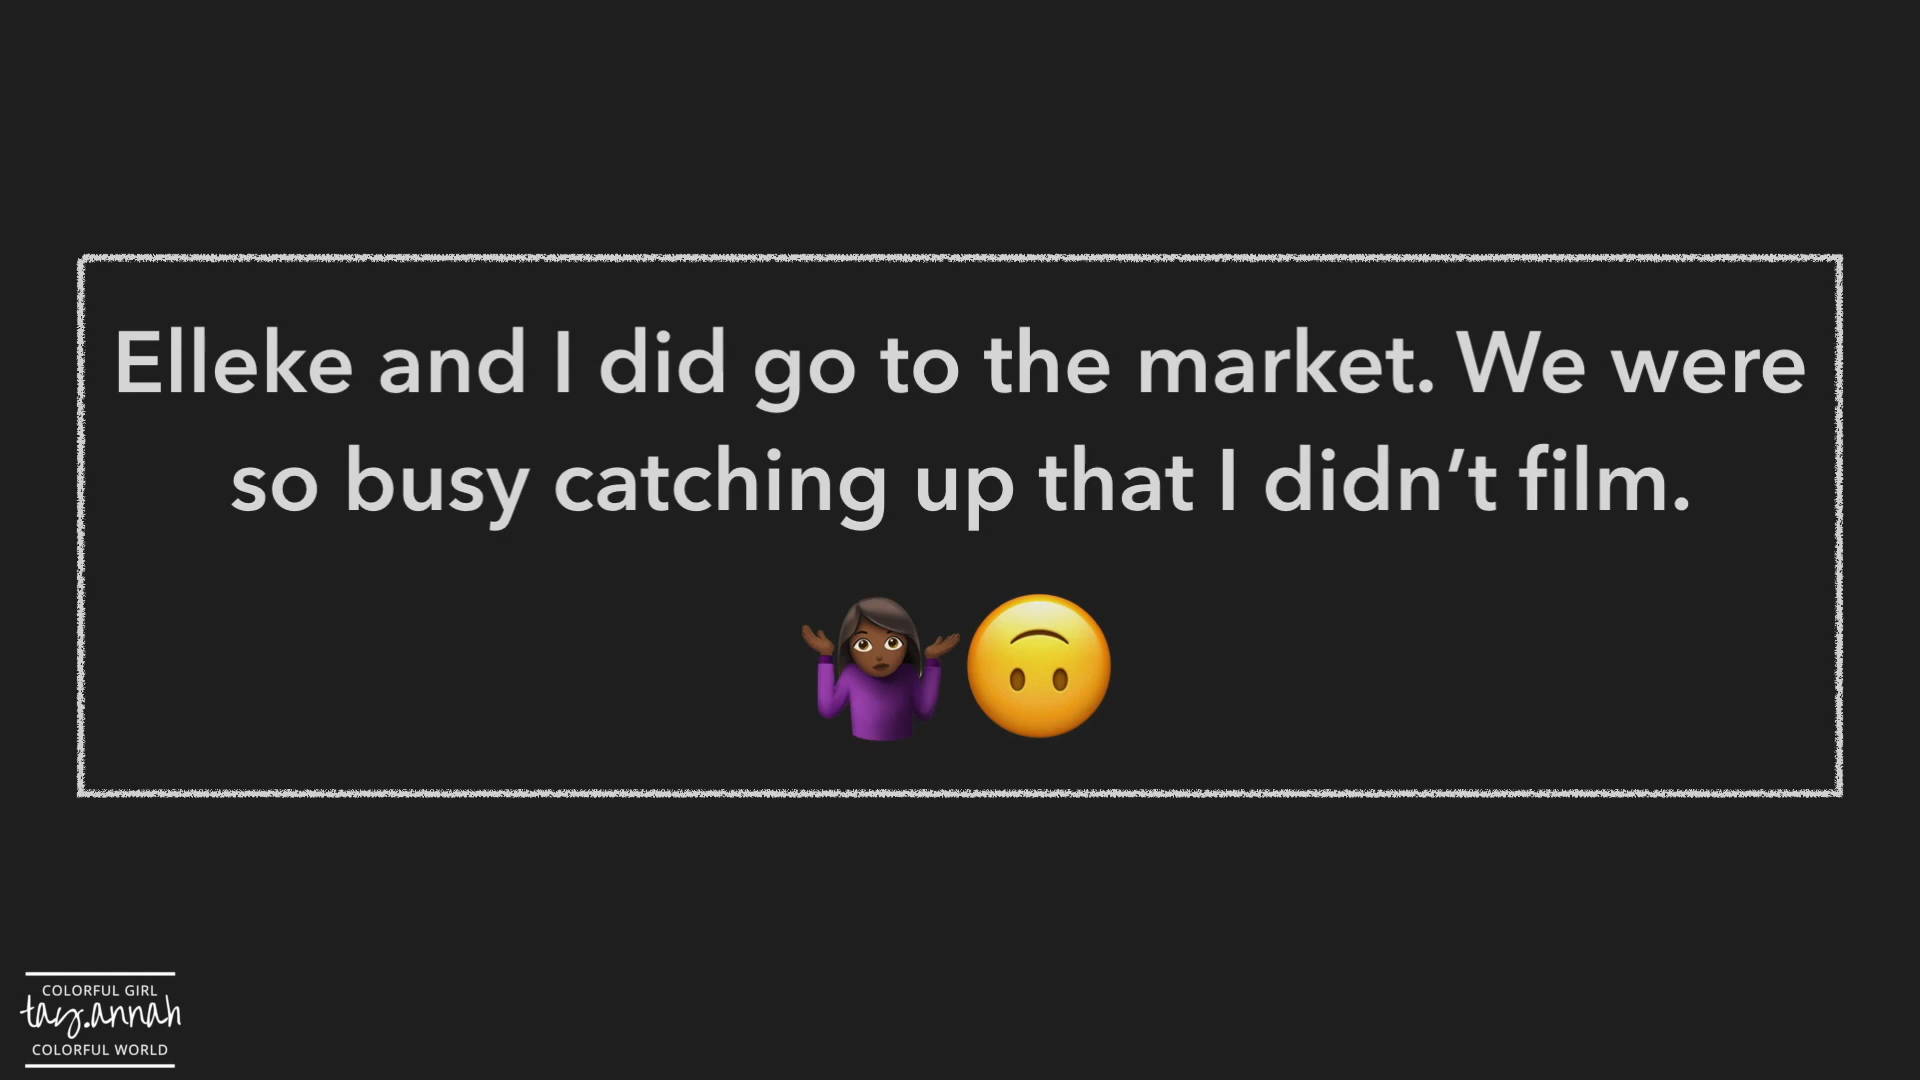 Elleke and I did go to the market. We were
so busy catching up that I didn’t film.
🤷🏾‍♀️🙃
COLORFUL GIRL
tay.annah
COLORFUL WORLD